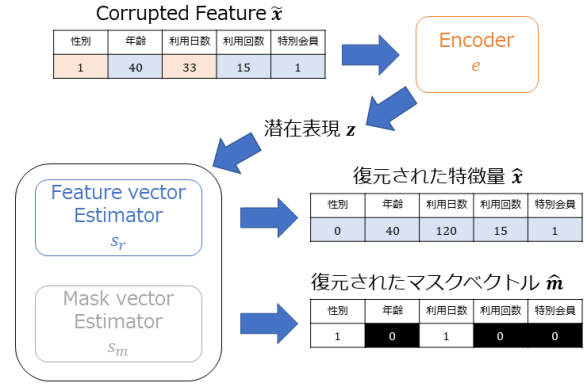 Corrupted Feature x̃
性別 年齢 利用日数 利用回数 特別会員
1 40 33 15 1
Encoder
e
潜在表現 z
Feature vector
Estimator
s_r
復元された特徴量 x̂
性別 年齢 利用日数 利用回数 特別会員
0 40 120 15 1
Mask vector
Estimator
s_m
復元されたマスクベクトル m̂
性別 年齢 利用日数 利用回数 特別会員
1 0 1 0 0